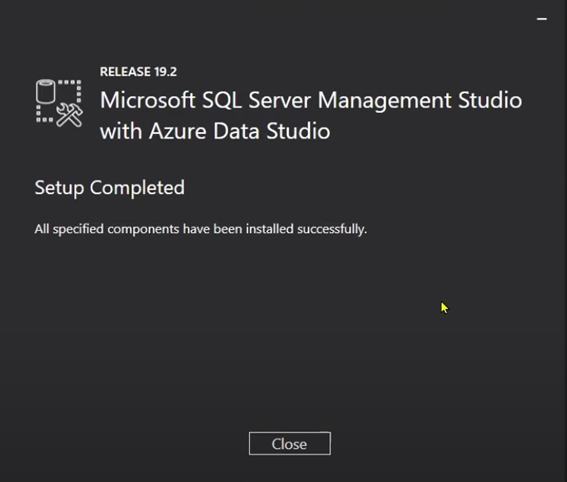 RELEASE 19.2
Microsoft SQL Server Management Studio
with Azure Data Studio
Setup Completed
All specified components have been installed successfully.
Close